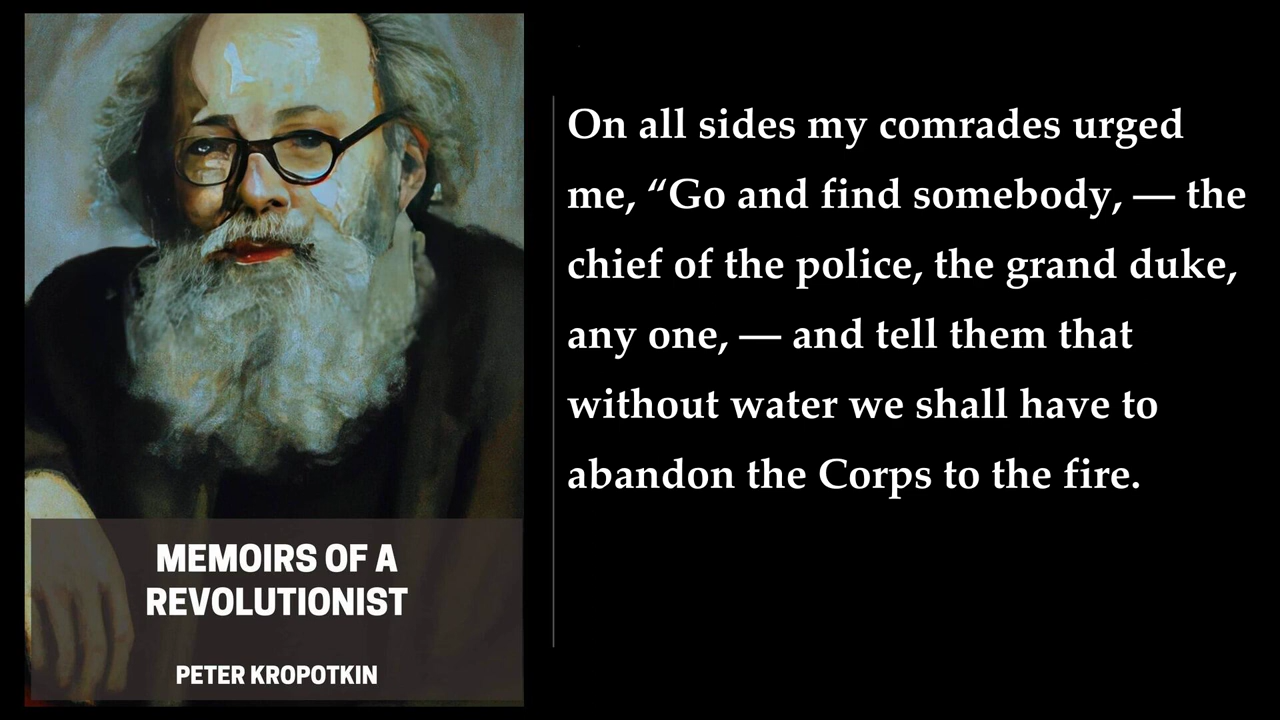 On all sides my comrades urged
me, “Go and find somebody, — the
chief of the police, the grand duke,
any one, — and tell them that
without water we shall have to
abandon the Corps to the fire.
MEMOIRS OF A
REVOLUTIONIST
PETER KROPOTKIN